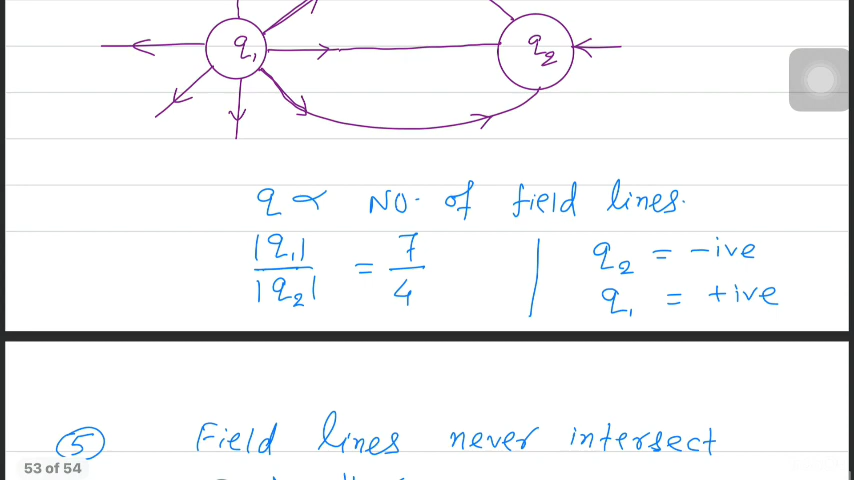 q₁
q₂
q ∝ NO. of field lines.
|q₁| / |q₂| = 7 / 4
q₂ = -ive
q₁ = +ive
⑤ Field lines never intersect
53 of 54